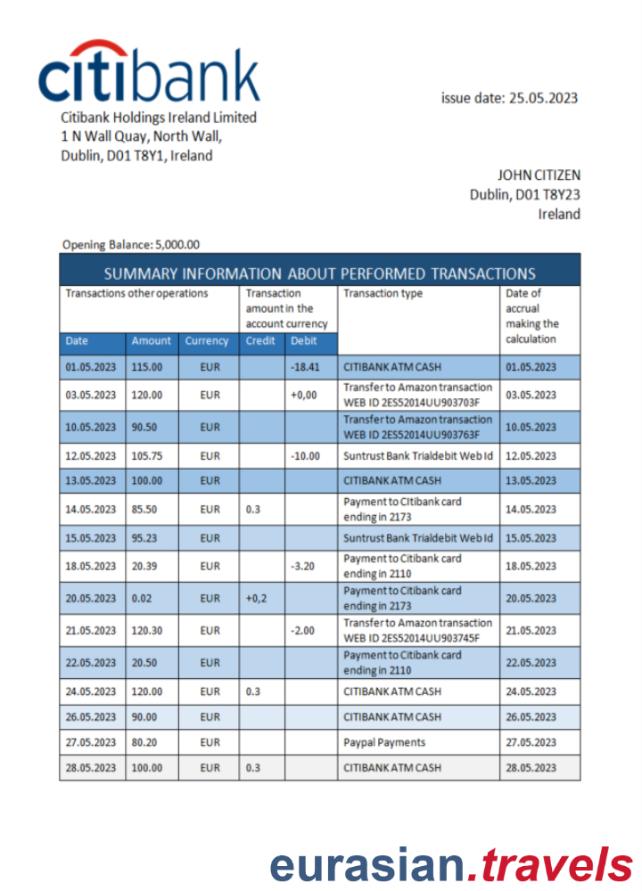 citibank
Citibank Holdings Ireland Limited
1 N Wall Quay, North Wall,
Dublin, D01 T8Y1, Ireland
issue date: 25.05.2023
JOHN CITIZEN
Dublin, D01 T8Y23
Ireland
Opening Balance: 5,000.00
SUMMARY INFORMATION ABOUT PERFORMED TRANSACTIONS
Transactions other operations
Transaction
amount in the
account currency
Transaction type
Date of
accrual
making the
calculation
Date Amount Currency Credit Debit
01.05.2023 115.00 EUR -18.41 CITIBANK ATM CASH 01.05.2023
03.05.2023 120.00 EUR +0,00 Transfer to Amazon transaction
WEB ID 2ES52014UU903703F 03.05.2023
10.05.2023 90.50 EUR Transfer to Amazon transaction
WEB ID 2ES52014UU903763F 10.05.2023
12.05.2023 105.75 EUR -10.00 Suntrust Bank Trialdebit Web Id 12.05.2023
13.05.2023 100.00 EUR CITIBANK ATM CASH 13.05.2023
14.05.2023 85.50 EUR 0.3 Payment to CItibank card
ending in 2173 14.05.2023
15.05.2023 95.23 EUR Suntrust Bank Trialdebit Web Id 15.05.2023
18.05.2023 20.39 EUR -3.20 Payment to Citibank card
ending in 2110 18.05.2023
20.05.2023 0.02 EUR +0,2 Payment to Citibank card
ending in 2173 20.05.2023
21.05.2023 120.30 EUR -2.00 Transfer to Amazon transaction
WEB ID 2ES52014UU903745F 21.05.2023
22.05.2023 20.50 EUR Payment to Citibank card
ending in 2110 22.05.2023
24.05.2023 120.00 EUR 0.3 CITIBANK ATM CASH 24.05.2023
26.05.2023 90.00 EUR CITIBANK ATM CASH 26.05.2023
27.05.2023 80.20 EUR Paypal Payments 27.05.2023
28.05.2023 100.00 EUR 0.3 CITIBANK ATM CASH 28.05.2023
eurasian.travels